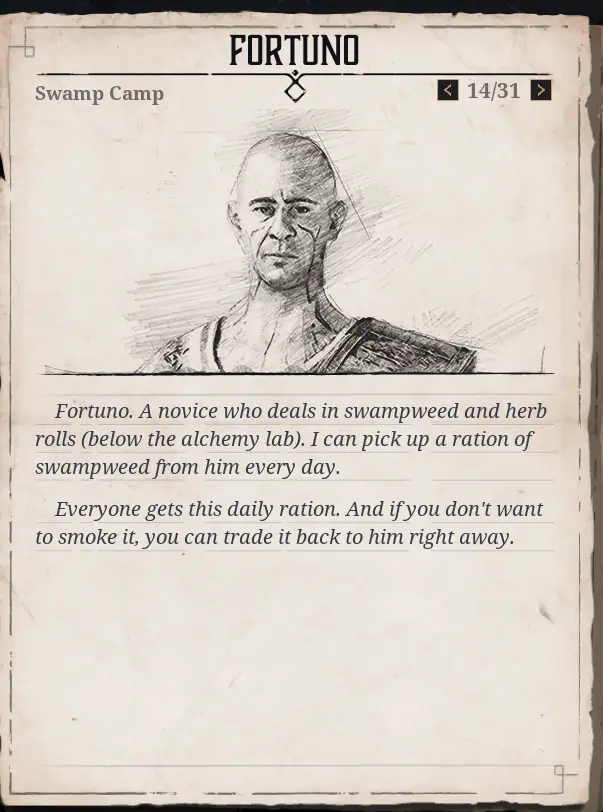 FORTUNO
Swamp Camp
< 14/31 >
Fortuno. A novice who deals in swampweed and herb
rolls (below the alchemy lab). I can pick up a ration of
swampweed from him every day.
Everyone gets this daily ration. And if you don't want
to smoke it, you can trade it back to him right away.